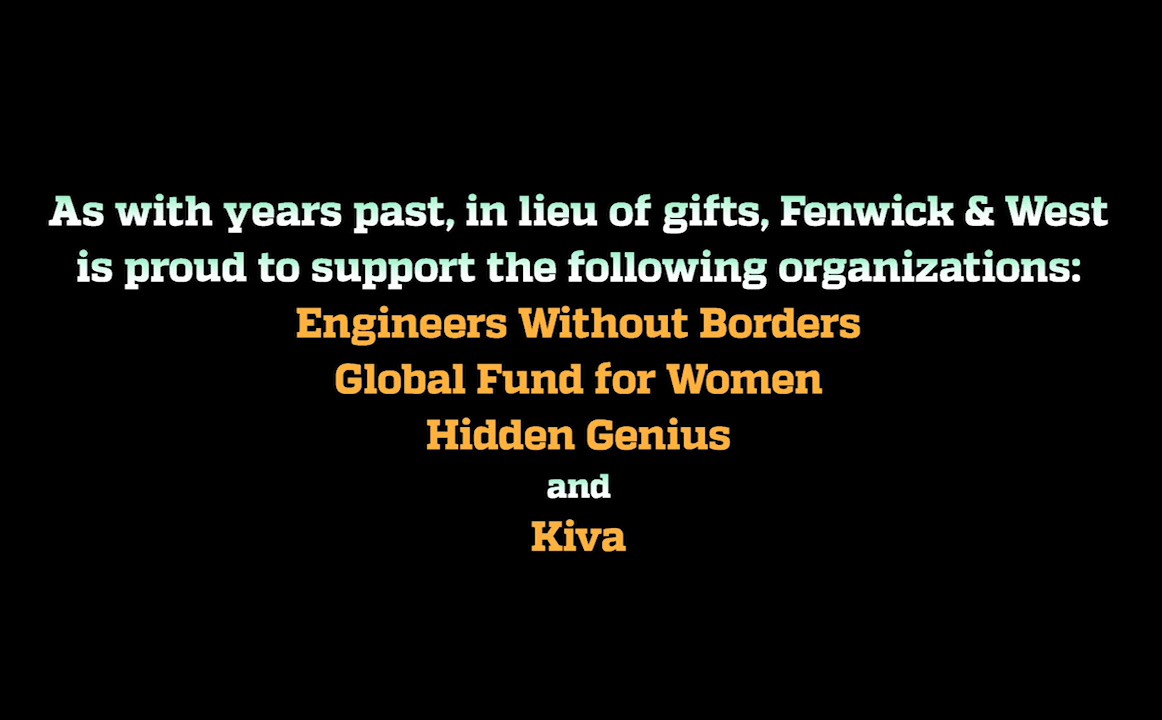 As with years past, in lieu of gifts, Fenwick & West
is proud to support the following organizations:
Engineers Without Borders
Global Fund for Women
Hidden Genius
and
Kiva